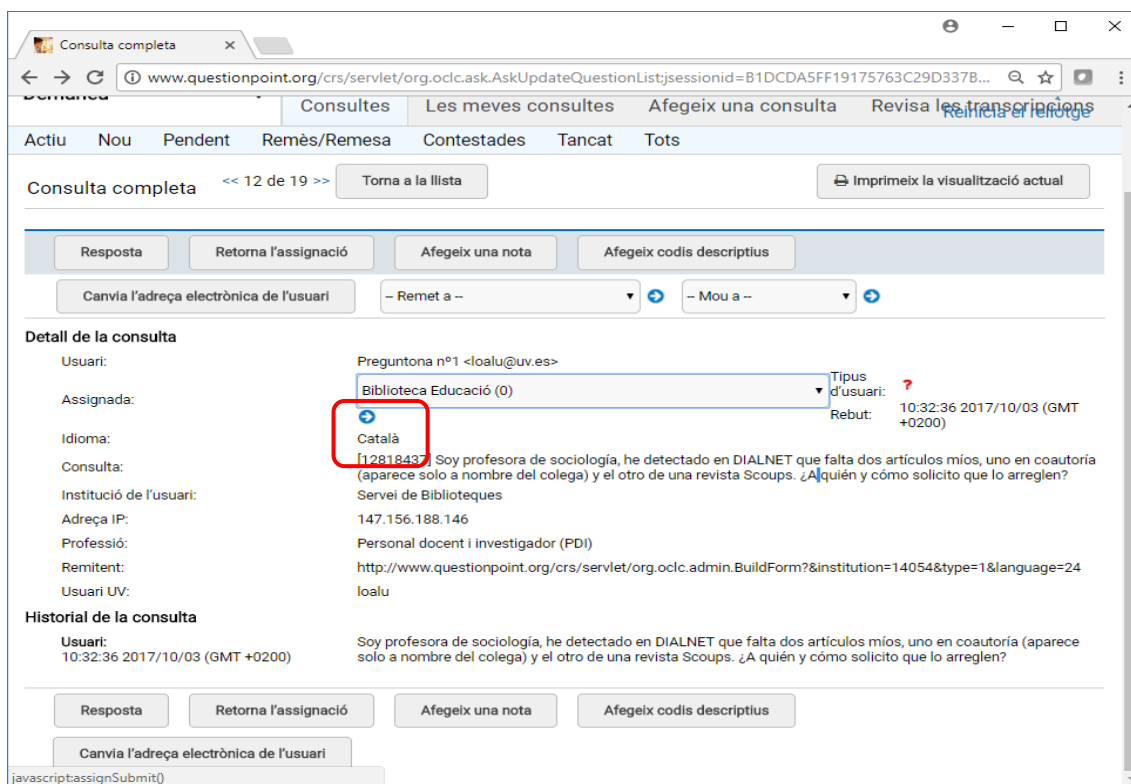 Consulta completa
www.questionpoint.org/crs/servlet/org.oclc.ask.AskUpdateQuestionList;jsessionid=B1DCDA5FF19175763C29D337B...
Demaneu
Consultes Les meves consultes Afegeix una consulta Revisa les transcripcions
Reinicia el rellotge
Actiu Nou Pendent Remès/Remesa Contestades Tancat Tots
Consulta completa << 12 de 19 >> Torna a la llista Imprimeix la visualització actual
Resposta Retorna l'assignació Afegeix una nota Afegeix codis descriptius
Canvia l'adreça electrònica de l'usuari -- Remet a -- -- Mou a --
Detall de la consulta
Usuari: Preguntona nº1 <loalu@uv.es>
Assignada: Biblioteca Educació (0)
Tipus d'usuari: ?
Rebut: 10:32:36 2017/10/03 (GMT +0200)
Idioma: Català
Consulta: [12818437] Soy profesora de sociología, he detectado en DIALNET que falta dos artículos míos, uno en coautoría
(aparece solo a nombre del colega) y el otro de una revista Scoups. ¿A quién y cómo solicito que lo arreglen?
Institució de l'usuari: Servei de Biblioteques
Adreça IP: 147.156.188.146
Professió: Personal docent i investigador (PDI)
Remitent: http://www.questionpoint.org/crs/servlet/org.oclc.admin.BuildForm?&institution=14054&type=1&language=24
Usuari UV: loalu
Historial de la consulta
Usuari: Soy profesora de sociología, he detectado en DIALNET que falta dos artículos míos, uno en coautoría (aparece
10:32:36 2017/10/03 (GMT +0200) solo a nombre del colega) y el otro de una revista Scoups. ¿A quién y cómo solicito que lo arreglen?
Resposta Retorna l'assignació Afegeix una nota Afegeix codis descriptius
Canvia l'adreça electrònica de l'usuari
javascript:assignSubmit()